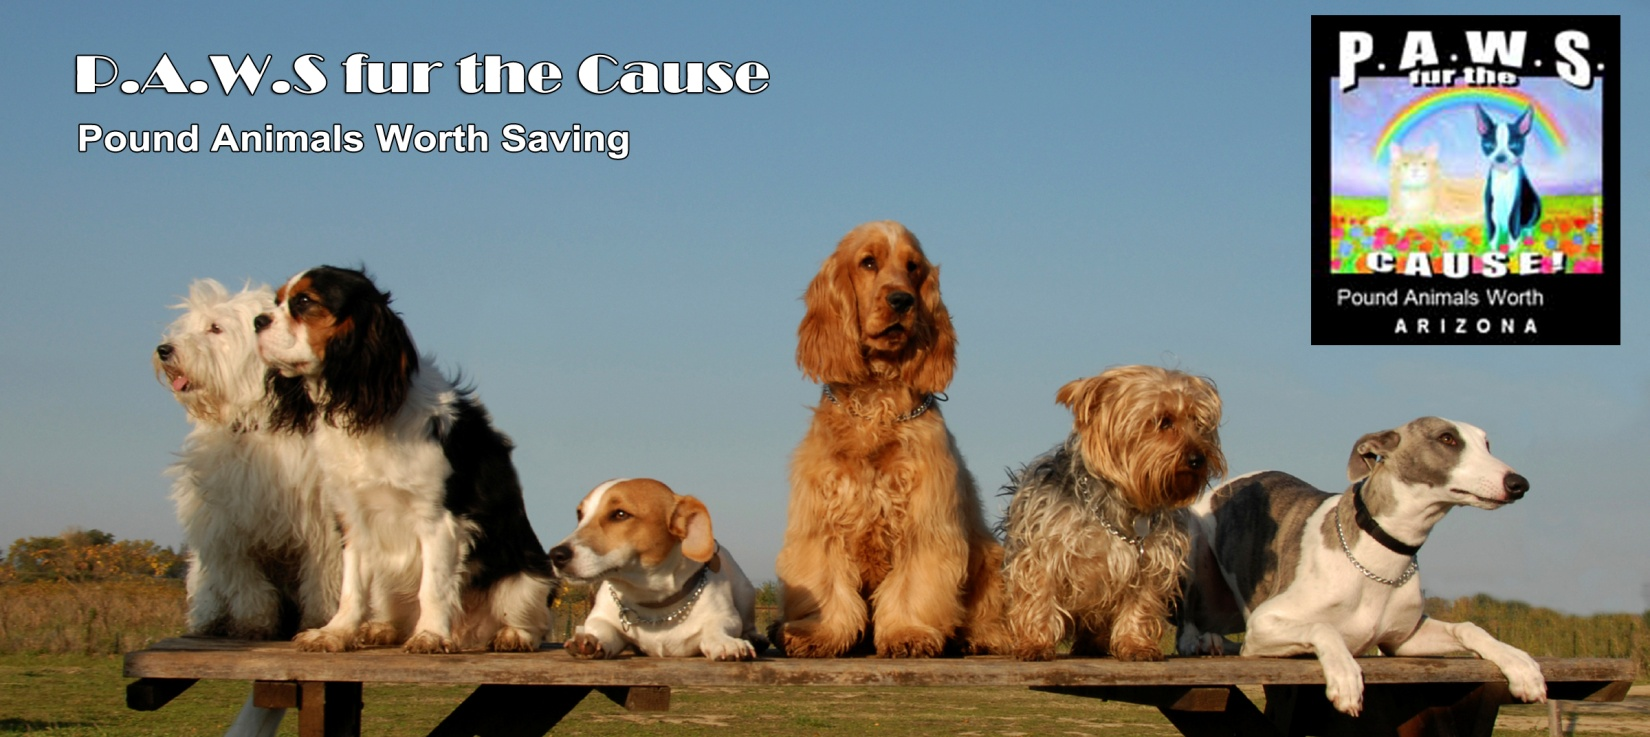 P.A.W.S fur the Cause
Pound Animals Worth Saving
P.A.W.S.
fur the
CAUSE!
Pound Animals Worth
ARIZONA